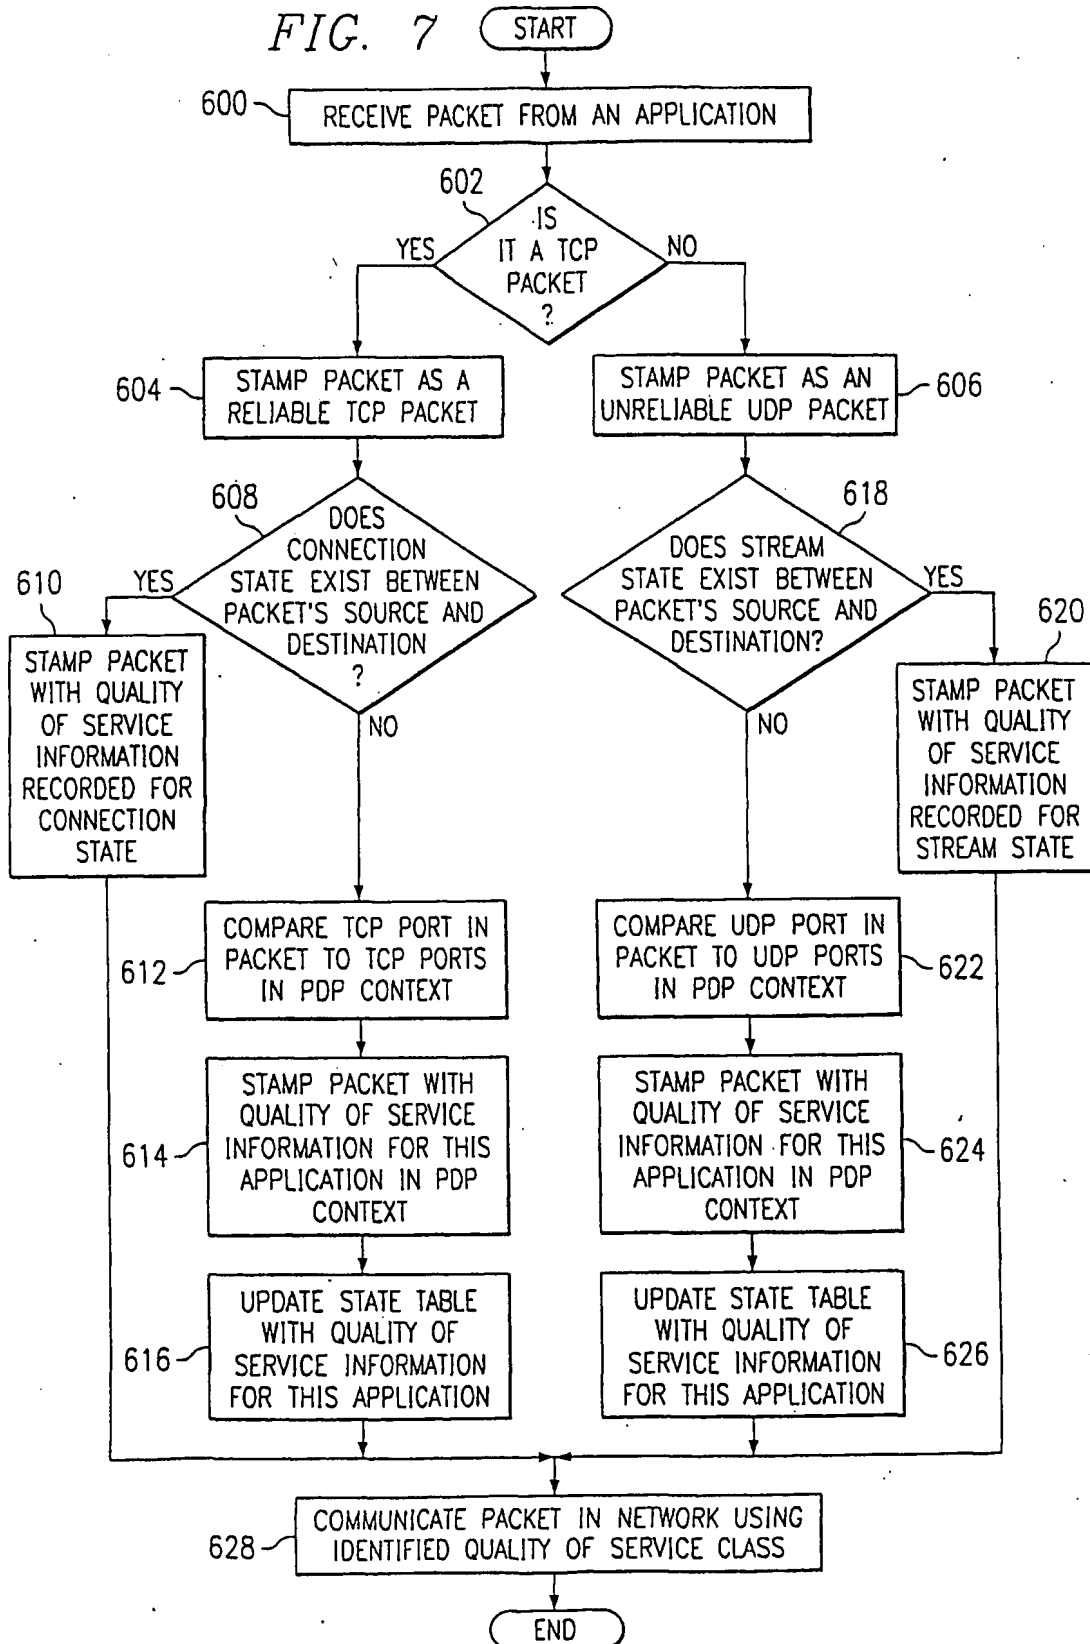 FIG. 7
START
600
RECEIVE PACKET FROM AN APPLICATION
602
IS
IT A TCP
PACKET
?
YES
NO
604
STAMP PACKET AS A
RELIABLE TCP PACKET
STAMP PACKET AS AN
UNRELIABLE UDP PACKET
606
608
DOES
CONNECTION
STATE EXIST BETWEEN
PACKET'S SOURCE AND
DESTINATION
?
YES
NO
618
DOES STREAM
STATE EXIST BETWEEN
PACKET'S SOURCE AND
DESTINATION?
YES
NO
610
STAMP PACKET
WITH QUALITY
OF SERVICE
INFORMATION
RECORDED FOR
CONNECTION
STATE
620
STAMP PACKET
WITH QUALITY
OF SERVICE
INFORMATION
RECORDED FOR
STREAM STATE
612
COMPARE TCP PORT IN
PACKET TO TCP PORTS
IN PDP CONTEXT
COMPARE UDP PORT IN
PACKET TO UDP PORTS
IN PDP CONTEXT
622
614
STAMP PACKET WITH
QUALITY OF SERVICE
INFORMATION FOR THIS
APPLICATION IN PDP
CONTEXT
STAMP PACKET WITH
QUALITY OF SERVICE
INFORMATION FOR THIS
APPLICATION IN PDP
CONTEXT
624
616
UPDATE STATE TABLE
WITH QUALITY OF
SERVICE INFORMATION
FOR THIS APPLICATION
UPDATE STATE TABLE
WITH QUALITY OF
SERVICE INFORMATION
FOR THIS APPLICATION
626
628
COMMUNICATE PACKET IN NETWORK USING
IDENTIFIED QUALITY OF SERVICE CLASS
END